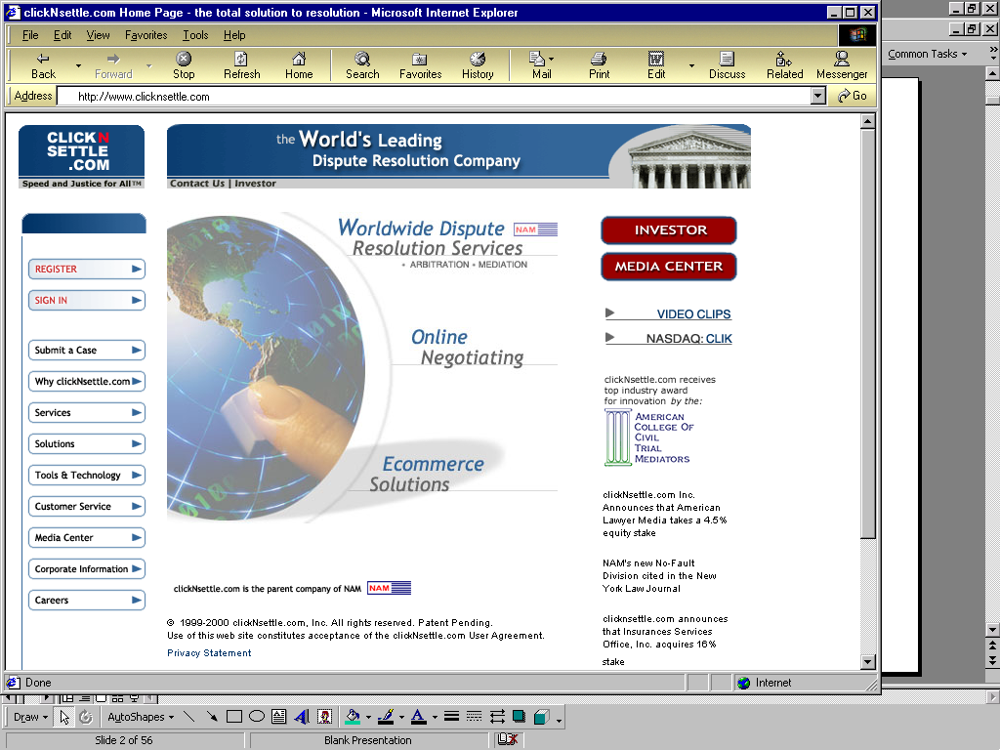 clickNsettle.com Home Page - the total solution to resolution - Microsoft Internet Explorer
File Edit View Favorites Tools Help
Back Forward Stop Refresh Home Search Favorites History Mail Print Edit Discuss Related Messenger
Common Tasks
Address http://www.clicknsettle.com Go
CLICKN
SETTLE
.COM
Speed and Justice for All™
the World's Leading
Dispute Resolution Company
Contact Us | Investor
REGISTER
SIGN IN
Submit a Case
Why clickNsettle.com
Services
Solutions
Tools & Technology
Customer Service
Media Center
Corporate Information
Careers
Worldwide Dispute NAM
Resolution Services
• ARBITRATION • MEDIATION
Online
Negotiating
Ecommerce
Solutions
clickNsettle.com is the parent company of NAM NAM
© 1999-2000 clickNsettle.com, Inc. All rights reserved. Patent Pending.
Use of this web site constitutes acceptance of the clickNsettle.com User Agreement.
Privacy Statement
INVESTOR
MEDIA CENTER
VIDEO CLIPS
NASDAQ: CLIK
clickNsettle.com receives
top industry award
for innovation by the:
AMERICAN
COLLEGE OF
CIVIL
TRIAL
MEDIATORS
clickNsettle.com Inc.
Announces that American
Lawyer Media takes a 4.5%
equity stake
NAM's new No-Fault
Division cited in the New
York Law Journal
clicknsettle.com announces
that Insurances Services
Office, Inc. acquires 16%
stake
Done Internet
Draw AutoShapes
Slide 2 of 56 Blank Presentation